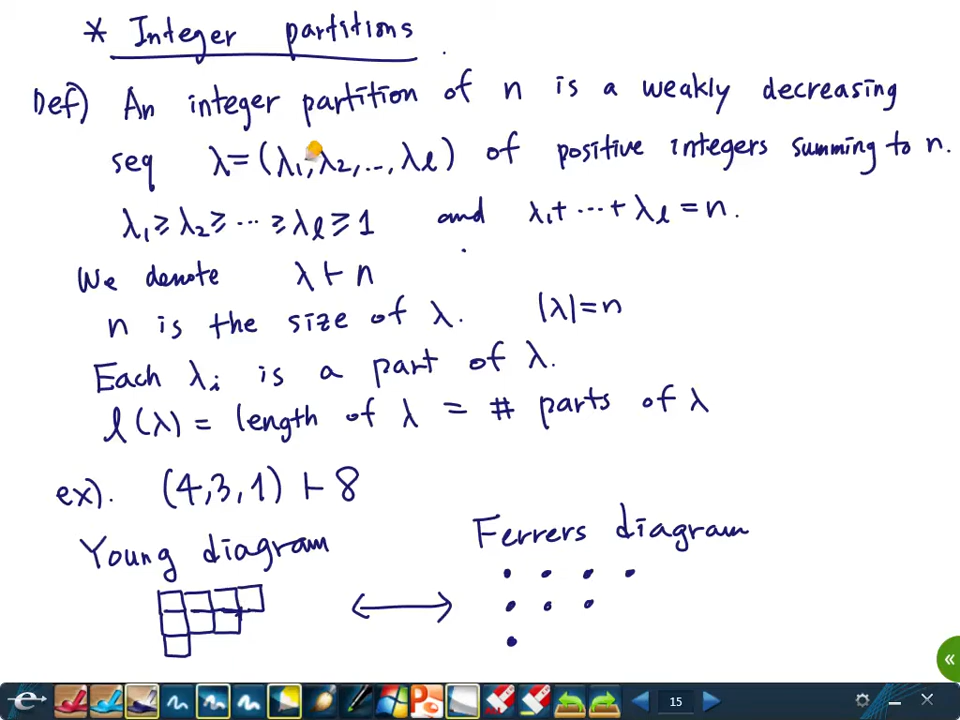 * Integer partitions
Def) An integer partition of n is a weakly decreasing
seq λ=(λ₁,λ₂,...,λℓ) of positive integers summing to n.
λ₁≥λ₂≥ ⋯ ≥λℓ≥1 and λ₁+ ⋯ +λℓ =n.
We denote λ ⊢ n
n is the size of λ. |λ|=n
Each λᵢ is a part of λ.
ℓ(λ) = length of λ = # parts of λ
ex). (4,3,1) ⊢ 8
Young diagram
Ferrers diagram
15